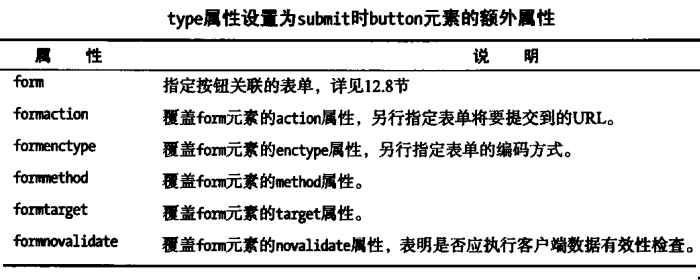 type属性设置为submit时button元素的额外属性
属 性 说 明
form 指定按钮关联的表单，详见12.8节
formaction 覆盖form元素的action属性，另行指定表单将要提交到的URL。
formenctype 覆盖form元素的enctype属性，另行指定表单的编码方式。
formmethod 覆盖form元素的method属性。
formtarget 覆盖form元素的target属性。
formnovalidate 覆盖form元素的novalidate属性，表明是否应执行客户端数据有效性检查。